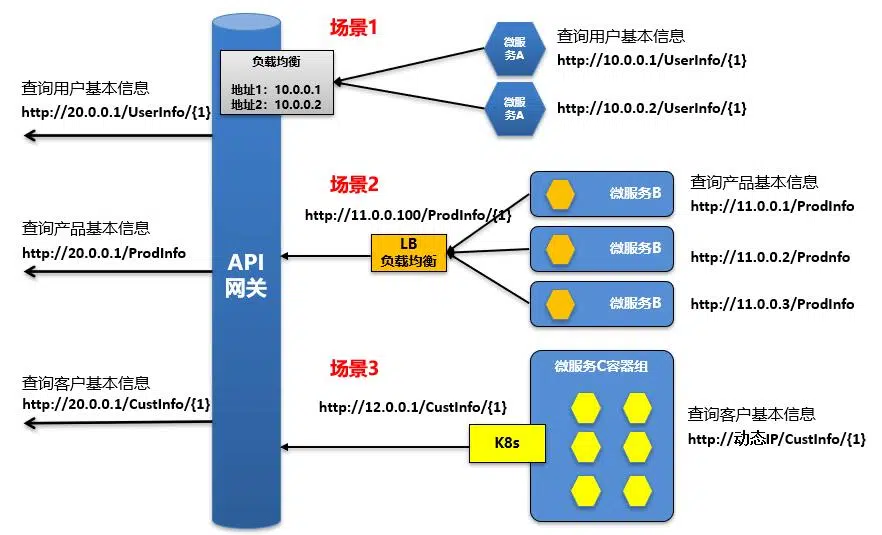 场景1
负载均衡
地址1: 10.0.0.1
地址2: 10.0.0.2
微服
务A
查询用户基本信息
http://10.0.0.1/UserInfo/{1}
微服
务A
http://10.0.0.2/UserInfo/{1}
查询用户基本信息
http://20.0.0.1/UserInfo/{1}
场景2
http://11.0.0.100/ProdInfo/{1}
LB
负载均衡
微服务B
查询产品基本信息
http://11.0.0.1/ProdInfo
微服务B
http://11.0.0.2/Prodnfo
微服务B
http://11.0.0.3/ProdInfo
查询产品基本信息
http://20.0.0.1/ProdInfo
API
网关
场景3
http://12.0.0.1/CustInfo/{1}
K8s
微服务C容器组
查询客户基本信息
http://动态IP/CustInfo/{1}
查询客户基本信息
http://20.0.0.1/CustInfo/{1}